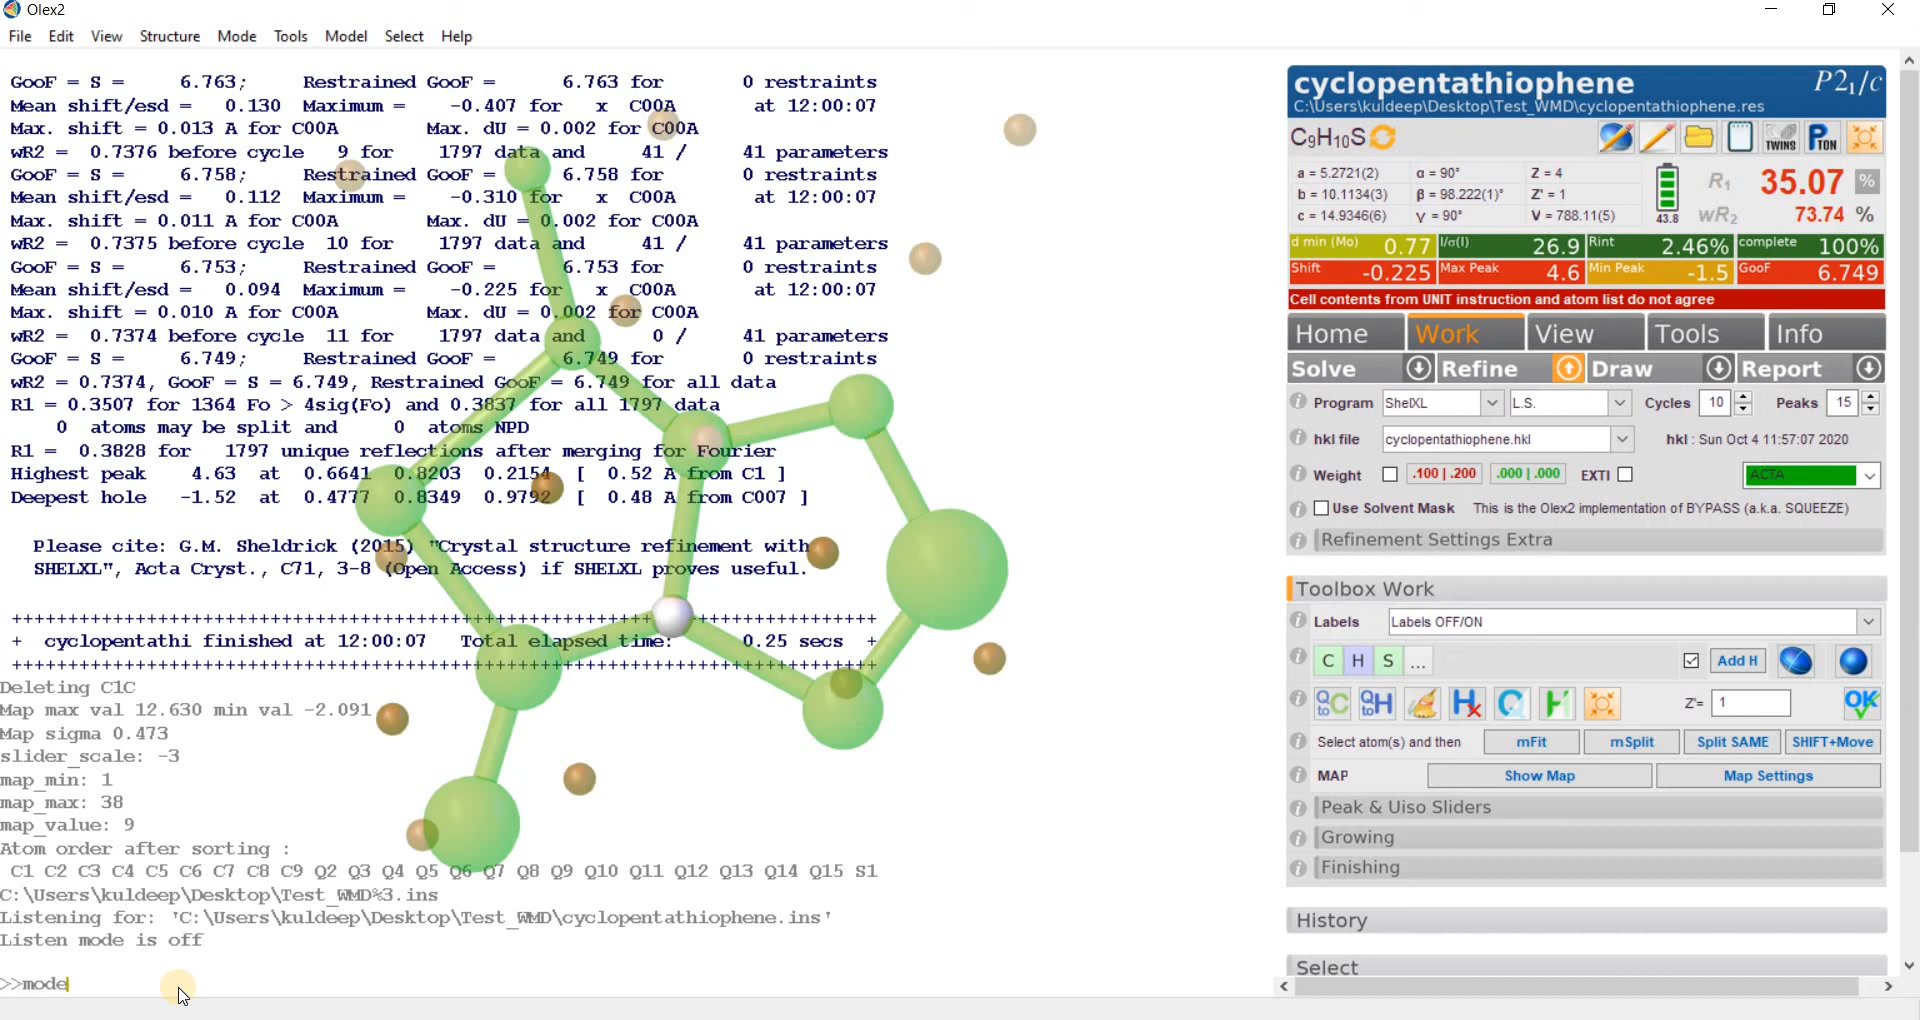 Olex2
File Edit View Structure Mode Tools Model Select Help
GooF = S = 6.763; Restrained GooF = 6.763 for 0 restraints
Mean shift/esd = 0.130 Maximum = -0.407 for x C00A at 12:00:07
Max. shift = 0.013 A for C00A Max. dU = 0.002 for C00A
wR2 = 0.7376 before cycle 9 for 1797 data and 41 / 41 parameters
GooF = S = 6.758; Restrained GooF = 6.758 for 0 restraints
Mean shift/esd = 0.112 Maximum = -0.310 for x C00A at 12:00:07
Max. shift = 0.011 A for C00A Max. dU = 0.002 for C00A
wR2 = 0.7375 before cycle 10 for 1797 data and 41 / 41 parameters
GooF = S = 6.753; Restrained GooF = 6.753 for 0 restraints
Mean shift/esd = 0.094 Maximum = -0.225 for x C00A at 12:00:07
Max. shift = 0.010 A for C00A Max. dU = 0.002 for C00A
wR2 = 0.7374 before cycle 11 for 1797 data and 0 / 41 parameters
GooF = S = 6.749; Restrained GooF = 6.749 for 0 restraints
wR2 = 0.7374, GooF = S = 6.749, Restrained GooF = 6.749 for all data
R1 = 0.3507 for 1364 Fo > 4sig(Fo) and 0.3837 for all 1797 data
0 atoms may be split and 0 atoms NPD
R1 = 0.3828 for 1797 unique reflections after merging for Fourier
Highest peak 4.63 at 0.6641 0.8203 0.2154 [ 0.52 A from C1 ]
Deepest hole -1.52 at 0.4777 0.8349 0.9792 [ 0.48 A from C007 ]
Please cite: G.M. Sheldrick (2015) "Crystal structure refinement with
SHELXL", Acta Cryst., C71, 3-8 (Open Access) if SHELXL proves useful.
++++++++++++++++++++++++++++++++++++++++++++++++++++++++++++++++++++++++++++++
+ cyclopentathi finished at 12:00:07 Total elapsed time: 0.25 secs +
++++++++++++++++++++++++++++++++++++++++++++++++++++++++++++++++++++++++++++++
Deleting C1C
Map max val 12.630 min val -2.091
Map sigma 0.473
slider_scale: -3
map_min: 1
map_max: 38
map_value: 9
Atom order after sorting :
C1 C2 C3 C4 C5 C6 C7 C8 C9 Q2 Q3 Q4 Q5 Q6 Q7 Q8 Q9 Q10 Q11 Q12 Q13 Q14 Q15 S1
C:\Users\kuldeep\Desktop\Test_WMD%3.ins
Listening for: 'C:\Users\kuldeep\Desktop\Test_WMD\cyclopentathiophene.ins'
Listen mode is off
>>mode
cyclopentathiophene P2₁/c
C:\Users\kuldeep\Desktop\Test_WMD\cyclopentathiophene.res
C₉H₁₀S TWINS PTON
a = 5.2721(2) α = 90° Z = 4
b = 10.1134(3) β = 98.222(1)° Z' = 1
c = 14.9346(6) γ = 90° V = 788.11(5)
43.8
R₁ 35.07 %
wR₂ 73.74 %
d min (Mo) 0.77 I/σ(I) 26.9 Rint 2.46% complete 100%
Shift -0.225 Max Peak 4.6 Min Peak -1.5 GooF 6.749
Cell contents from UNIT instruction and atom list do not agree
Home Work View Tools Info
Solve Refine Draw Report
Program ShelXL L.S. Cycles 10 Peaks 15
hkl file cyclopentathiophene.hkl hkl : Sun Oct 4 11:57:07 2020
Weight .100 | .200 .000 | .000 EXTI ACTA
Use Solvent Mask This is the Olex2 implementation of BYPASS (a.k.a. SQUEEZE)
Refinement Settings Extra
Toolbox Work
Labels Labels OFF/ON
C H S ... Add H
Q to C Q to H H Z'= 1 OK
Select atom(s) and then mFit mSplit Split SAME SHIFT+Move
MAP Show Map Map Settings
Peak & Uiso Sliders
Growing
Finishing
History
Select